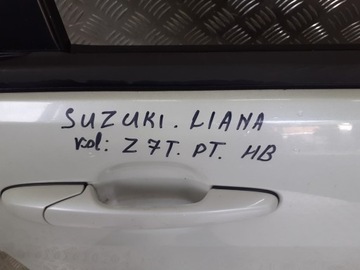 SUZUKI. LIANA
kol: Z7T. PT. HB